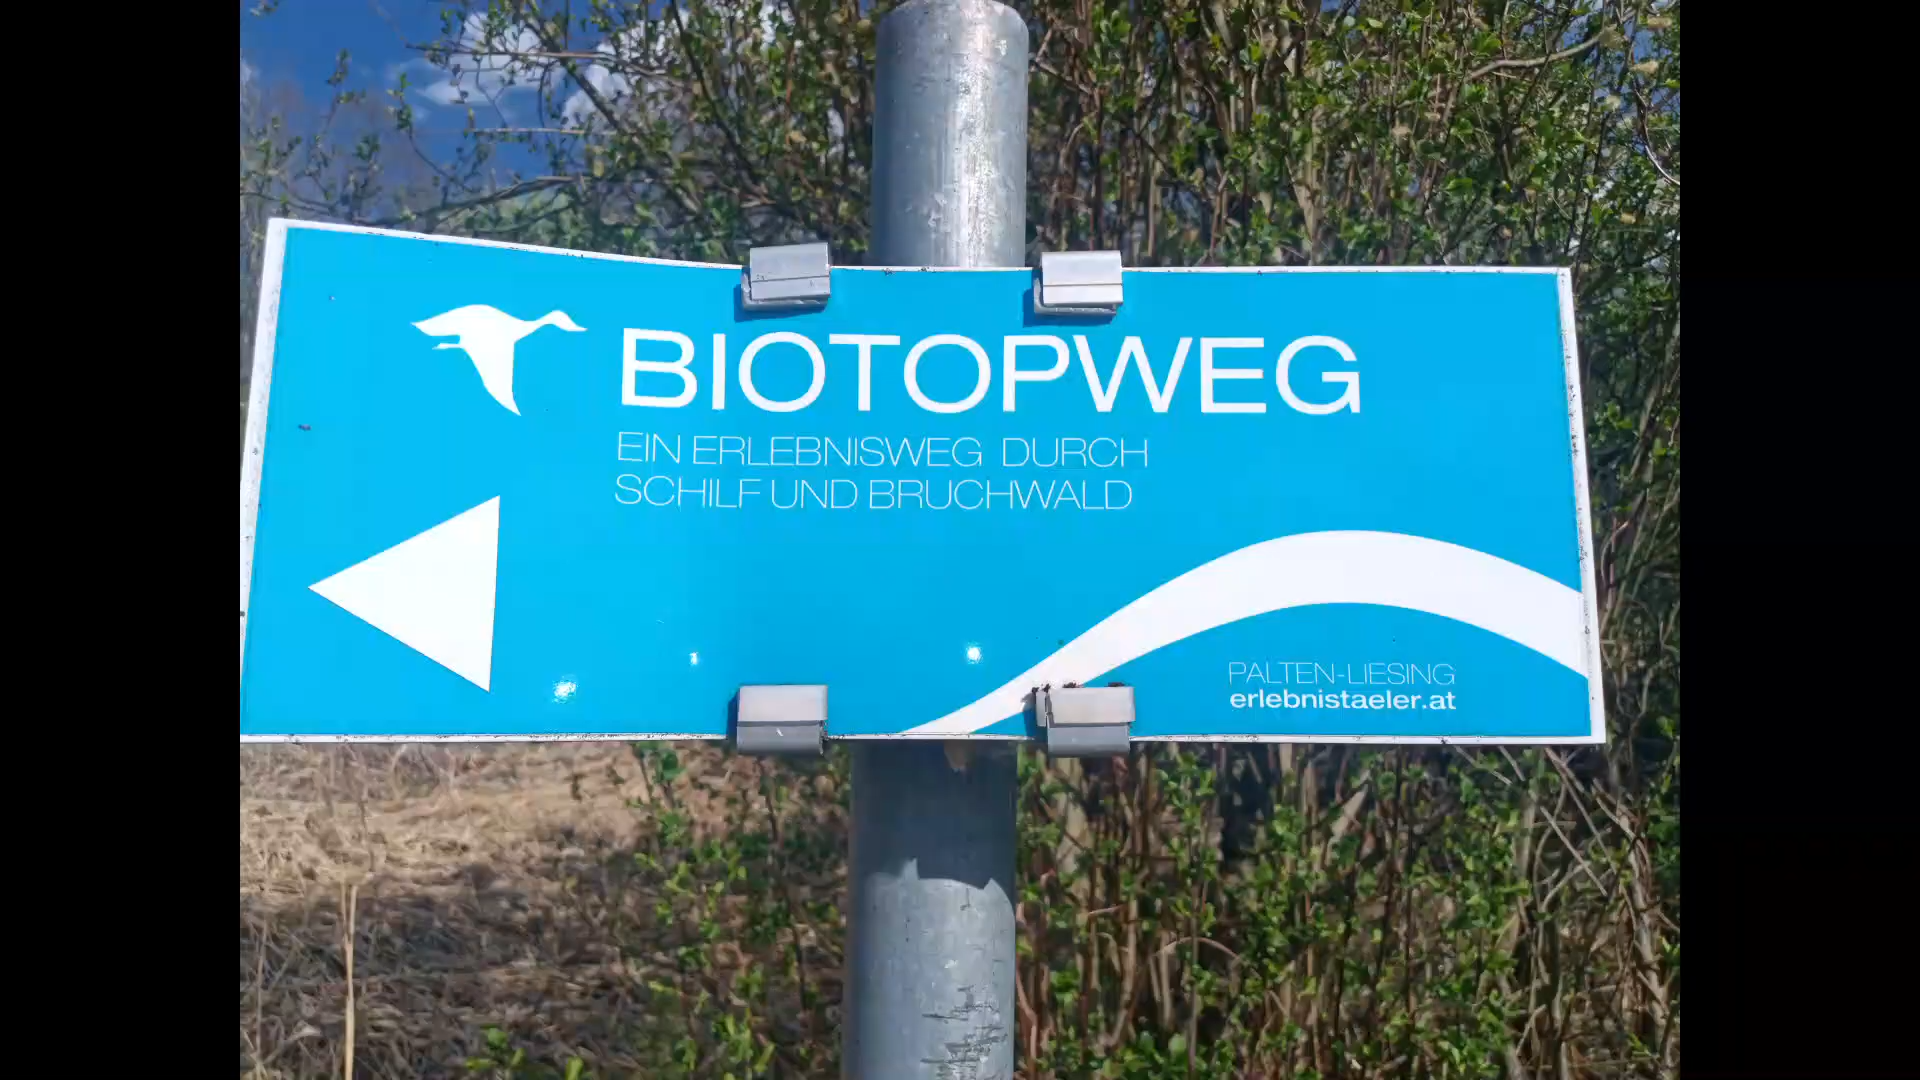 BIOTOPWEG
EIN ERLEBNISWEG DURCH
SCHILF UND BRUCHWALD
PALTEN-LIESING
erlebnistaeler.at